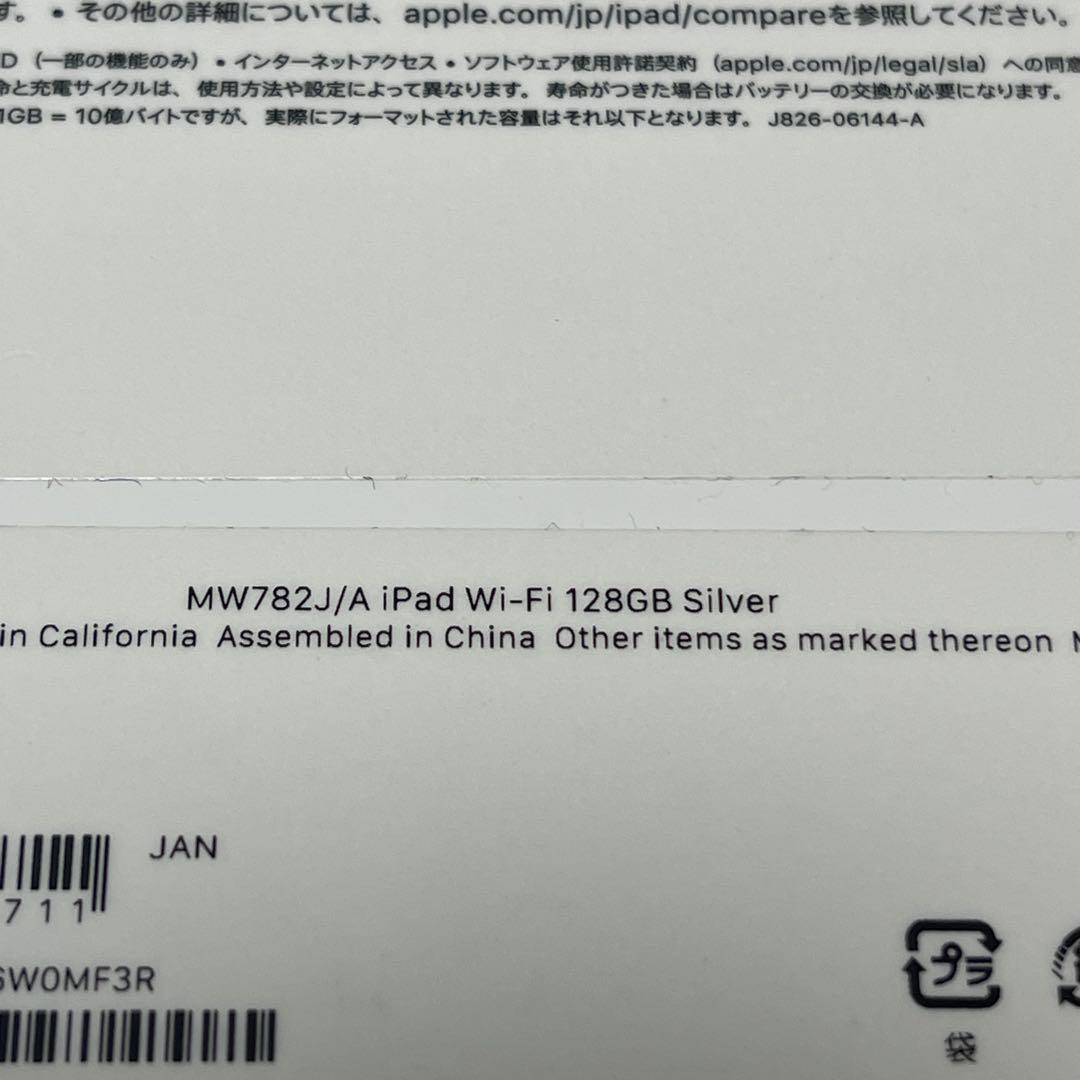 す。 • その他の詳細については、 apple.com/jp/ipad/compareを参照してください。
D （一部の機能のみ） • インターネットアクセス • ソフトウェア使用許諾契約 （apple.com/jp/legal/sla） への同意
命と充電サイクルは、 使用方法や設定によって異なります。 寿命がつきた場合はバッテリーの交換が必要になります。
1GB = 10億バイトですが、 実際にフォーマットされた容量はそれ以下となります。 J826-06144-A
MW782J/A iPad Wi-Fi 128GB Silver
in California Assembled in China Other items as marked thereon
JAN
711
W0MF3R
プラ
袋